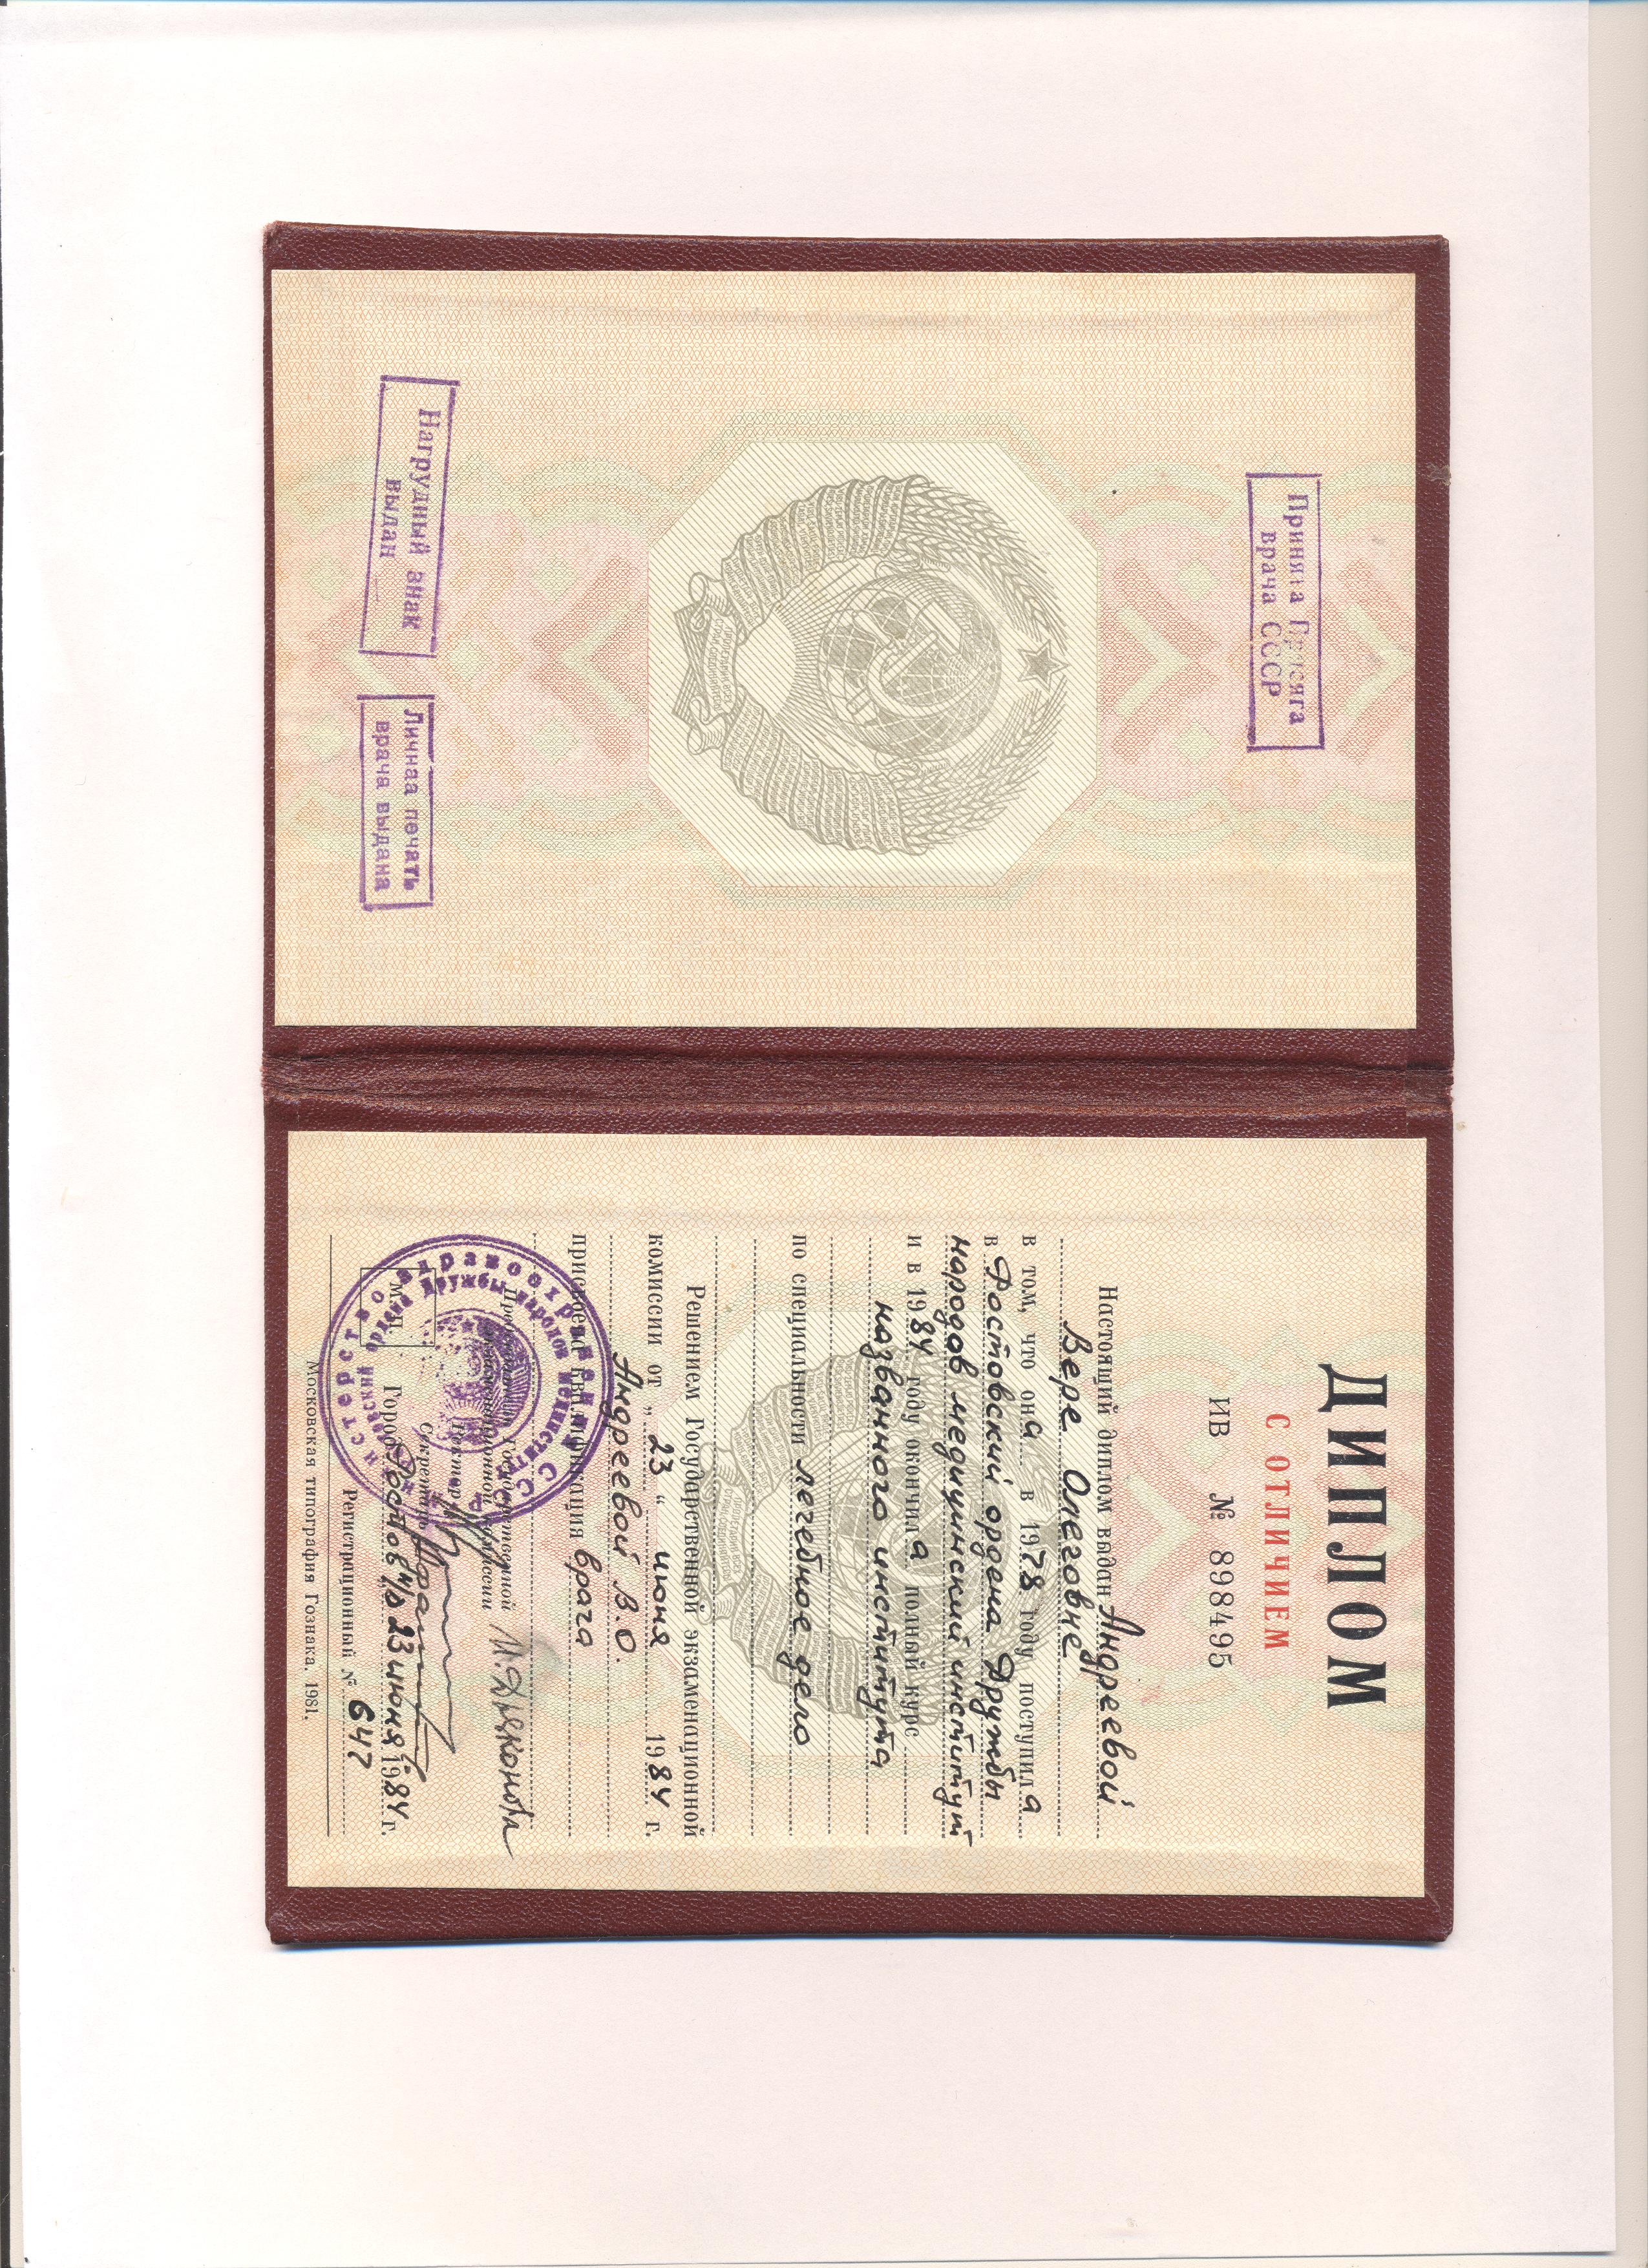 Принята Присяга
врача СССР
Нагрудный знак
выдан
Личная печать
врача выдана
ДИПЛОМ
С ОТЛИЧИЕМ
ИВ № 898495
Настоящий диплом выдан Андреевой
Вере Олеговне
в том, что она в 1978 году поступила
в Ростовский ордена Дружбы
народов медицинский институт
и в 1984 году окончила полный курс
названного института
по специальности лечебное дело
Решением Государственной экзаменационной
комиссии от „ 23 “ июня 1984 г.
Андреевой В.О.
присвоена квалификация врача
Председатель Государственной
экзаменационной комиссии
Ректор
Секретарь
М.П.
Город Ростов н/Д 23 июня 1984 г.
Регистрационный № 647
Московская типография Гознака. 1981.